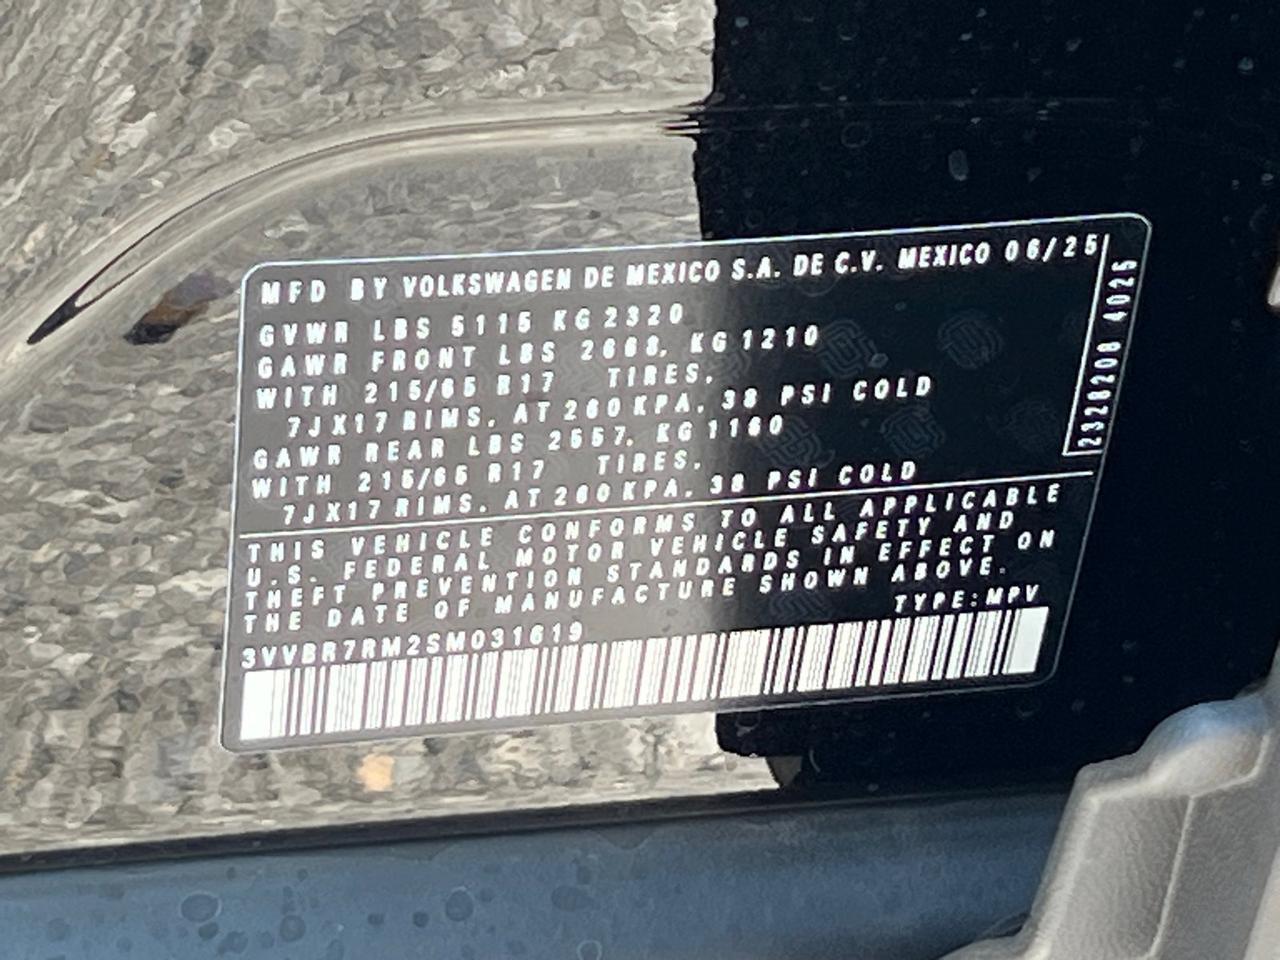 MFD BY VOLKSWAGEN DE MEXICO S.A. DE C.V. MEXICO 06/25
GVWR LBS 5115 KG 2320
GAWR FRONT LBS 2668, KG 1210
WITH 215/65 R17 TIRES,
7JX17 RIMS, AT 260 KPA, 38 PSI COLD
GAWR REAR LBS 2557, KG 1160
WITH 215/65 R17 TIRES,
7JX17 RIMS, AT 260 KPA, 38 PSI COLD
THIS VEHICLE CONFORMS TO ALL APPLICABLE
U.S. FEDERAL MOTOR VEHICLE SAFETY AND
THEFT PREVENTION STANDARDS IN EFFECT ON
THE DATE OF MANUFACTURE SHOWN ABOVE.
TYPE:MPV
3VVBR7RM2SM031619
2328208 4025